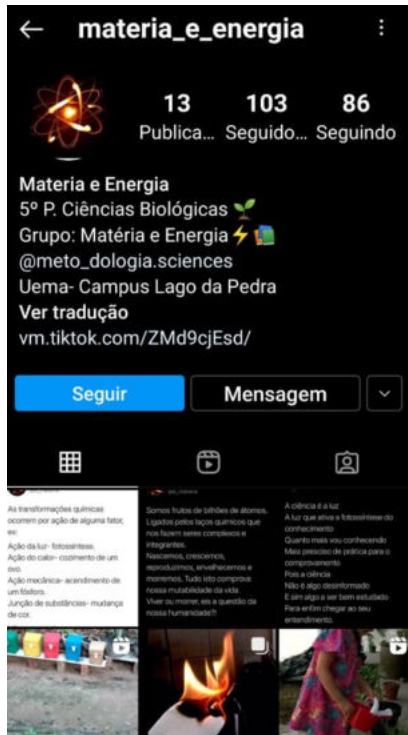 materia_e_energia
13 103 86
Publica... Seguido... Seguindo
Materia e Energia
5º P. Ciências Biológicas
Grupo: Matéria e Energia
@meto_dologia.sciences
Uema- Campus Lago da Pedra
Ver tradução
vm.tiktok.com/ZMd9cjEsd/
Seguir Mensagem
As transformações químicas
ocorrem por ação de alguma fator,
ex:
Ação da luz- fotossíntese.
Ação do calor- cozimento de um
ovo.
Ação mecânica- acendimento de
um fósforo.
Junção de substâncias- mudança
de cor.
Somos frutos de bilhões de átomos.
Ligados pelos laços químicos que
nos fazem seres complexos e
integrantes.
Nascemos, crescemos,
reproduzimos, envelhecemos e
morremos. Tudo isto comprova
nossa mutabilidade da vida.
Viver ou morrer, eis a questão da
nossa humanidade!!!
A ciência é a luz
A luz que ativa a fotossíntese do
conhecimento
Quanto mais vou conhecendo
Mais preciso de prática para o
comprovamento
Pois a ciência
Não é algo desinformado
E sim algo a ser bem estudado
Para enfim chegar ao seu
entendimento.